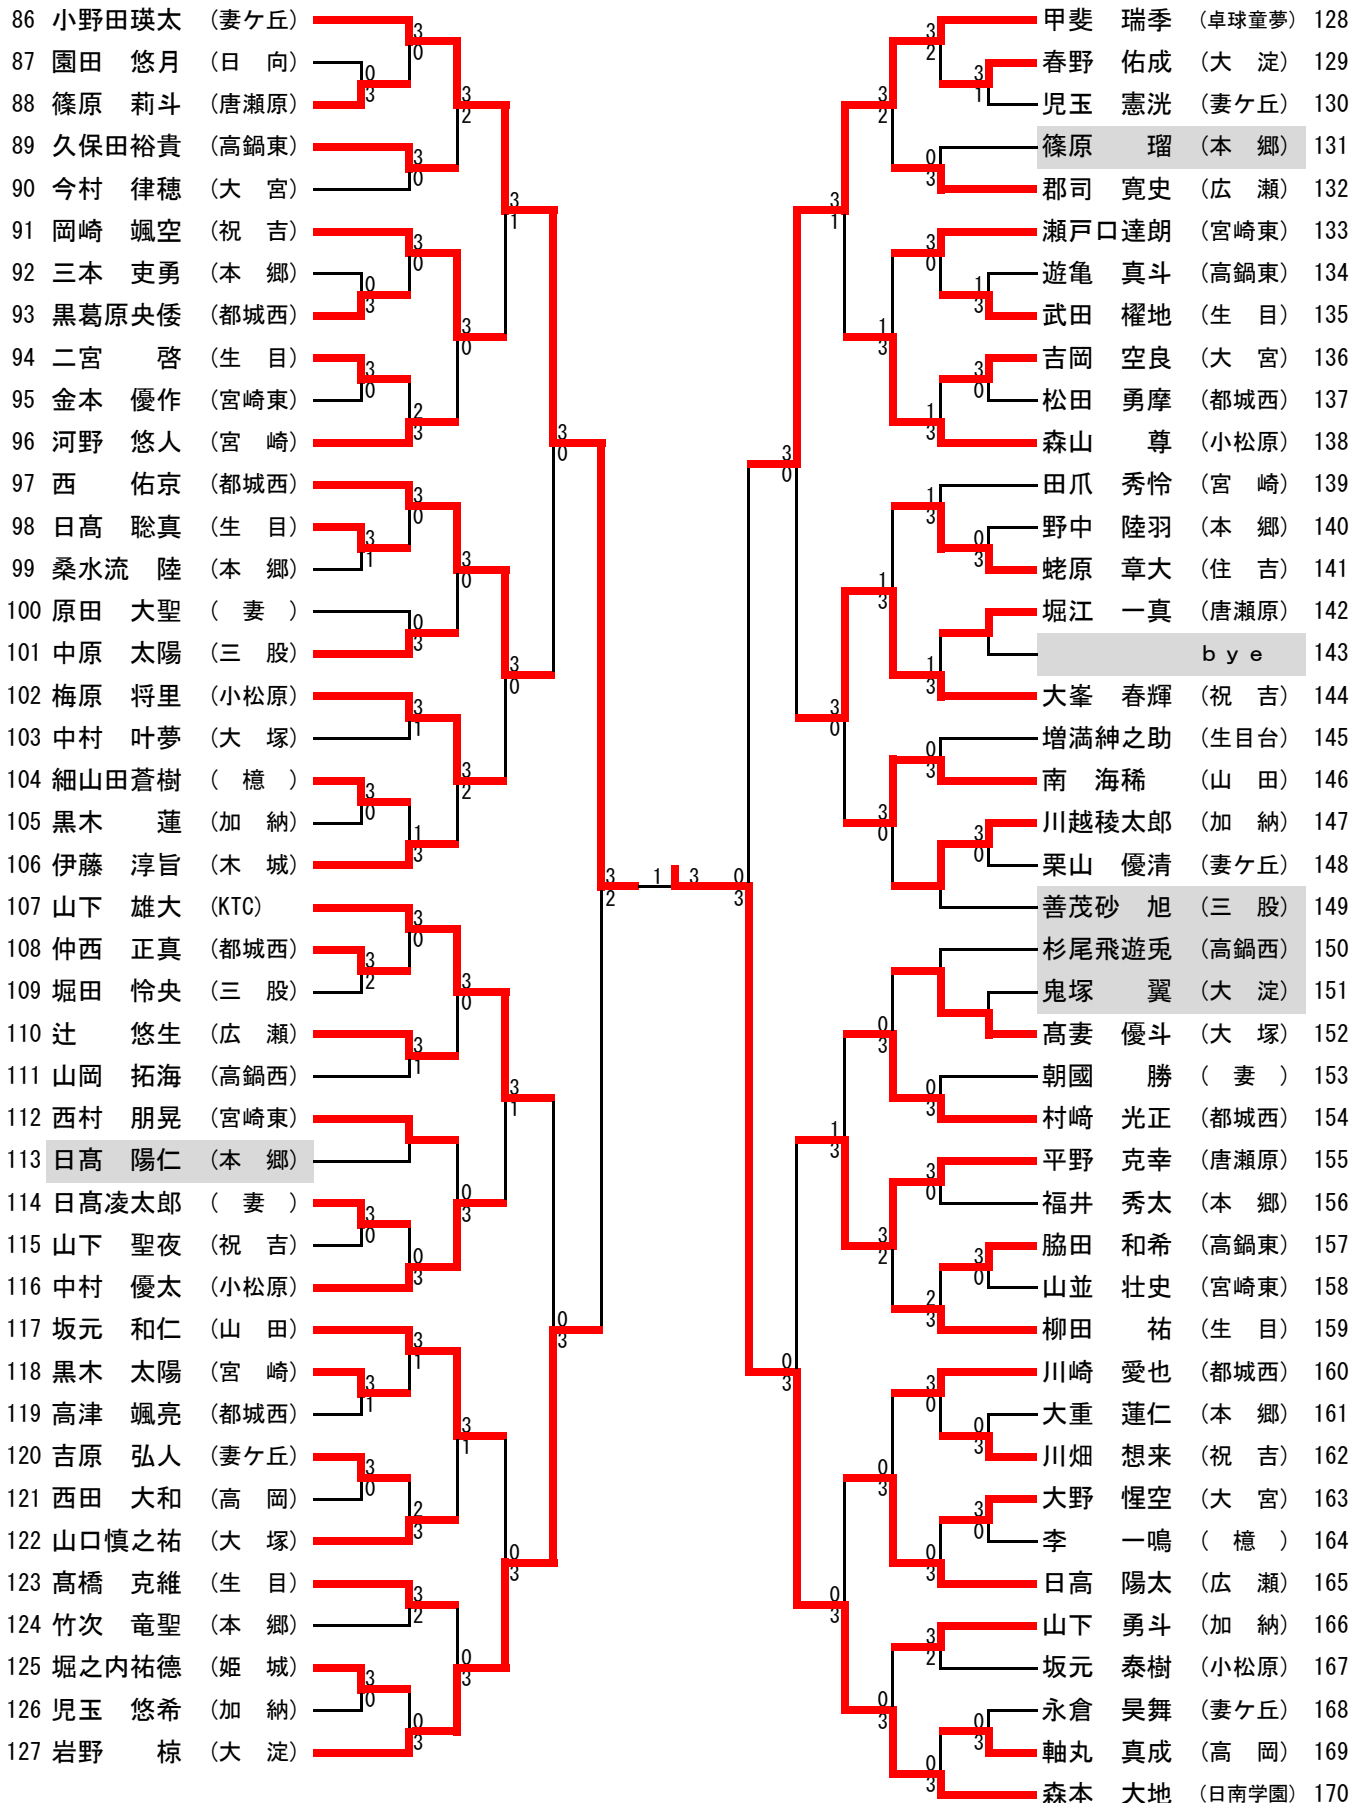 86 小野田瑛太 (妻ケ丘)
87 園田 悠月 (日 向)
88 篠原 莉斗 (唐瀬原)
89 久保田裕貴 (高鍋東)
90 今村 律穂 (大 宮)
91 岡崎 颯空 (祝 吉)
92 三本 吏勇 (本 郷)
93 黒葛原央倭 (都城西)
94 二宮 啓 (生 目)
95 金本 優作 (宮崎東)
96 河野 悠人 (宮 崎)
97 西 佑京 (都城西)
98 日髙 聡真 (生 目)
99 桑水流 陸 (本 郷)
100 原田 大聖 ( 妻 )
101 中原 太陽 (三 股)
102 梅原 将里 (小松原)
103 中村 叶夢 (大 塚)
104 細山田蒼樹 ( 檍 )
105 黒木 蓮 (加 納)
106 伊藤 淳旨 (木 城)
107 山下 雄大 (KTC)
108 仲西 正真 (都城西)
109 堀田 怜央 (三 股)
110 辻 悠生 (広 瀬)
111 山岡 拓海 (高鍋西)
112 西村 朋晃 (宮崎東)
113 日髙 陽仁 (本 郷)
114 日髙凌太郎 ( 妻 )
115 山下 聖夜 (祝 吉)
116 中村 優太 (小松原)
117 坂元 和仁 (山 田)
118 黒木 太陽 (宮 崎)
119 高津 颯亮 (都城西)
120 吉原 弘人 (妻ケ丘)
121 西田 大和 (高 岡)
122 山口慎之祐 (大 塚)
123 髙橋 克維 (生 目)
124 竹次 竜聖 (本 郷)
125 堀之内祐德 (姫 城)
126 児玉 悠希 (加 納)
127 岩野 椋 (大 淀)
3 2 1 3 0 3
甲斐 瑞季 (卓球童夢) 128
春野 佑成 (大 淀) 129
児玉 憲洸 (妻ケ丘) 130
篠原 瑠 (本 郷) 131
郡司 寛史 (広 瀬) 132
瀬戸口達朗 (宮崎東) 133
遊亀 真斗 (高鍋東) 134
武田 櫂地 (生 目) 135
吉岡 空良 (大 宮) 136
松田 勇摩 (都城西) 137
森山 尊 (小松原) 138
田爪 秀怜 (宮 崎) 139
野中 陸羽 (本 郷) 140
蛯原 章大 (住 吉) 141
堀江 一真 (唐瀬原) 142
bye 143
大峯 春輝 (祝 吉) 144
増満紳之助 (生目台) 145
南 海稀 (山 田) 146
川越稜太郎 (加 納) 147
栗山 優清 (妻ケ丘) 148
善茂砂 旭 (三 股) 149
杉尾飛遊兎 (高鍋西) 150
鬼塚 翼 (大 淀) 151
髙妻 優斗 (大 塚) 152
朝國 勝 ( 妻 ) 153
村﨑 光正 (都城西) 154
平野 克幸 (唐瀬原) 155
福井 秀太 (本 郷) 156
脇田 和希 (高鍋東) 157
山並 壮史 (宮崎東) 158
柳田 祐 (生 目) 159
川崎 愛也 (都城西) 160
大重 蓮仁 (本 郷) 161
川畑 想来 (祝 吉) 162
大野 惺空 (大 宮) 163
李 一鳴 ( 檍 ) 164
日高 陽太 (広 瀬) 165
山下 勇斗 (加 納) 166
坂元 泰樹 (小松原) 167
永倉 昊舞 (妻ケ丘) 168
軸丸 真成 (高 岡) 169
森本 大地 (日南学園) 170